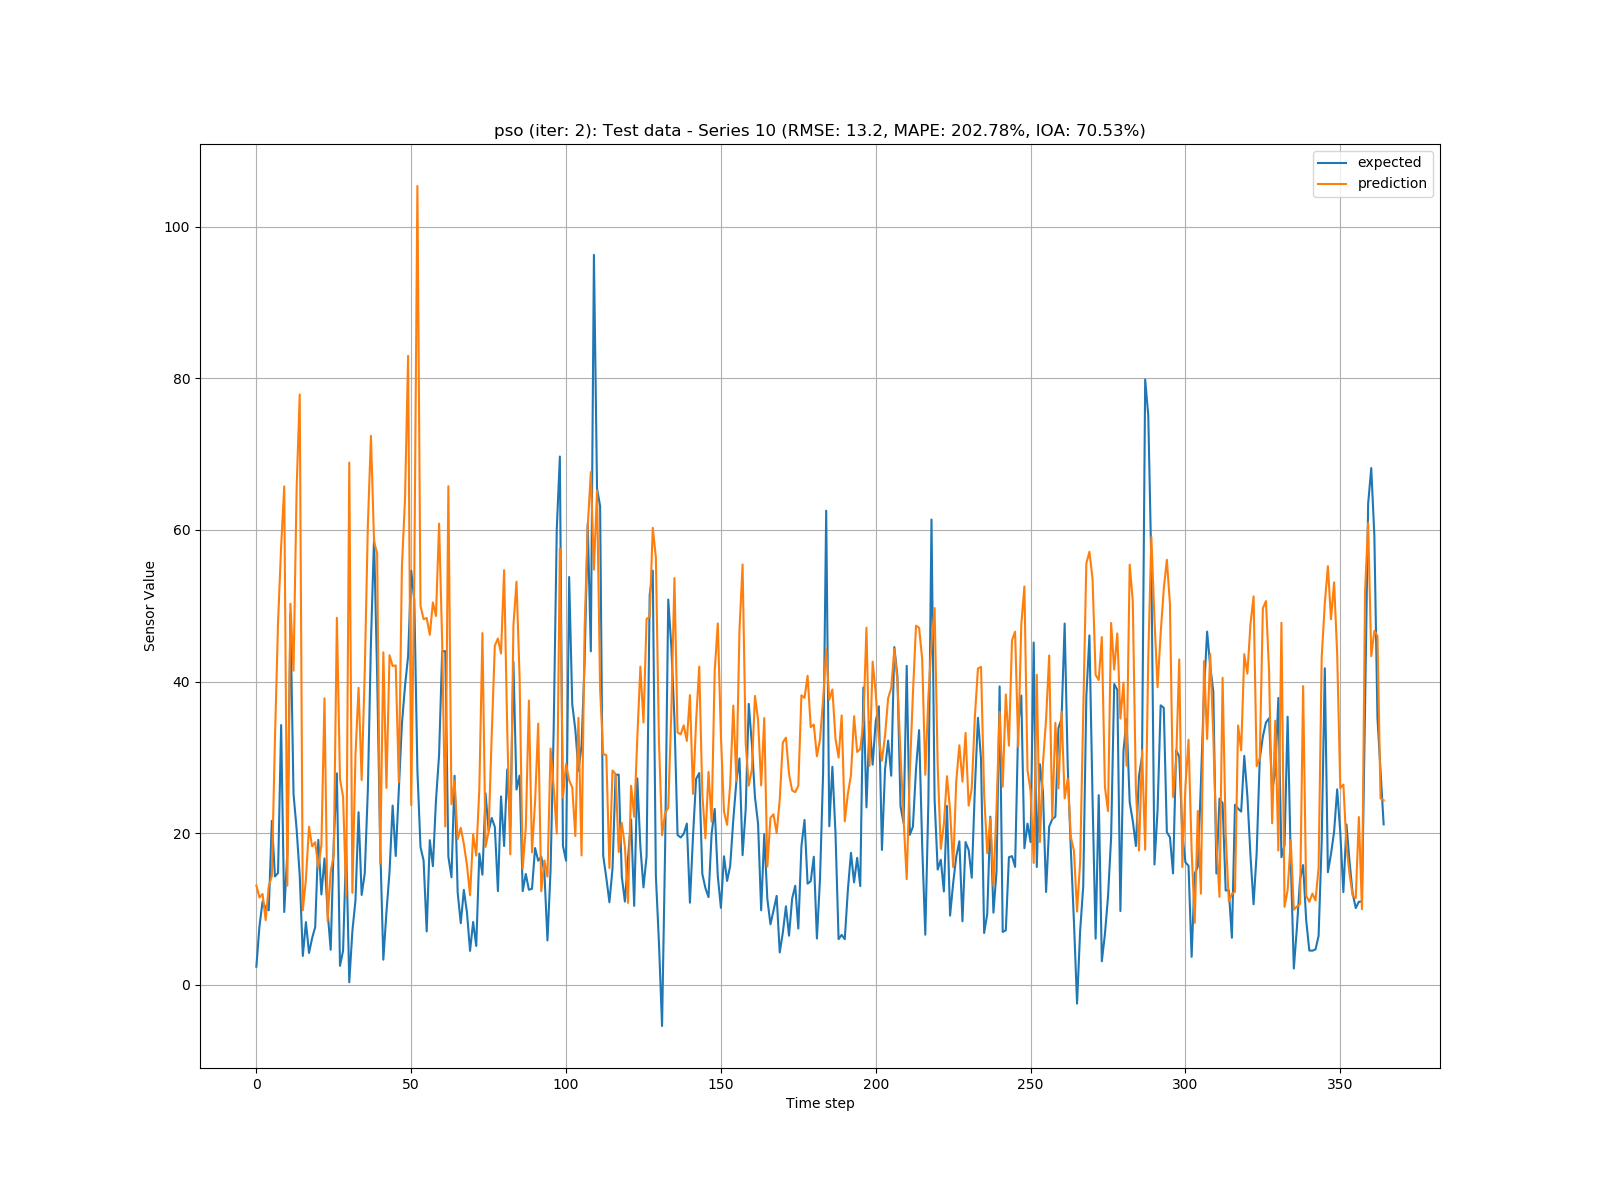 pso (iter: 2): Test data - Series 10 (RMSE: 13.2, MAPE: 202.78%, IOA: 70.53%)
expected
prediction
100
80
60
40
20
0
Sensor Value
0 50 100 150 200 250 300 350
Time step